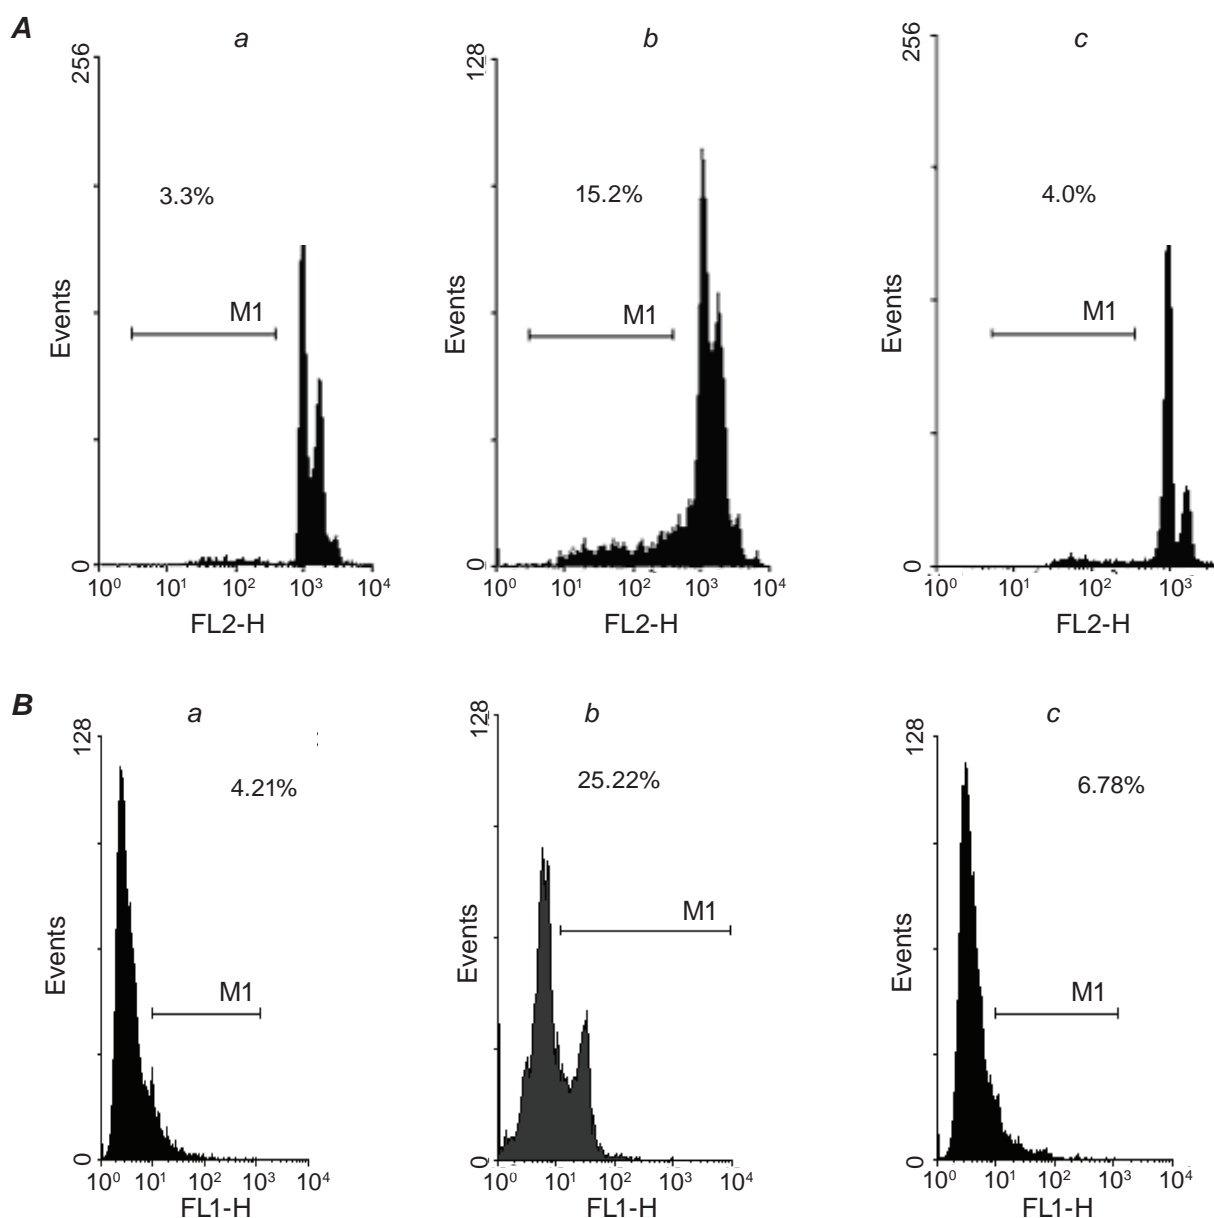 A
a
256
3.3%
M1
Events
0
10⁰ 10¹ 10² 10³ 10⁴
FL2-H
b
128
15.2%
M1
Events
0
10⁰ 10¹ 10² 10³ 10⁴
FL2-H
c
256
4.0%
M1
Events
0
10⁰ 10¹ 10² 10³
FL2-H
B
a
128
4.21%
M1
Events
0
10⁰ 10¹ 10² 10³ 10⁴
FL1-H
b
128
25.22%
M1
Events
0
10⁰ 10¹ 10² 10³ 10⁴
FL1-H
c
128
6.78%
M1
Events
0
10⁰ 10¹ 10² 10³ 10⁴
FL1-H